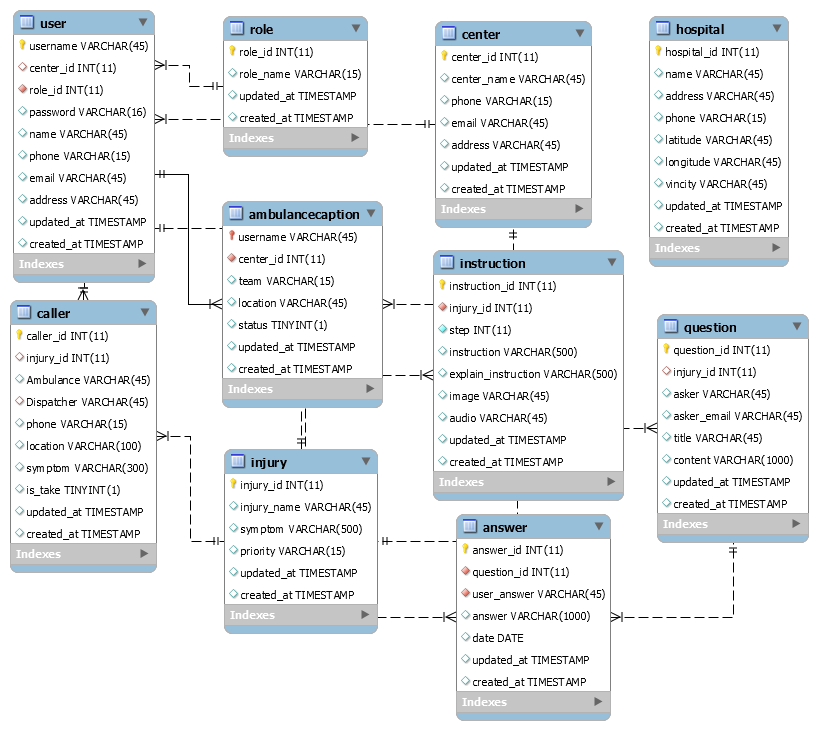 user
username VARCHAR(45)
center_id INT(11)
role_id INT(11)
password VARCHAR(16)
name VARCHAR(45)
phone VARCHAR(15)
email VARCHAR(45)
address VARCHAR(45)
updated_at TIMESTAMP
created_at TIMESTAMP
Indexes
role
role_id INT(11)
role_name VARCHAR(15)
updated_at TIMESTAMP
created_at TIMESTAMP
Indexes
center
center_id INT(11)
center_name VARCHAR(45)
phone VARCHAR(15)
email VARCHAR(45)
address VARCHAR(45)
updated_at TIMESTAMP
created_at TIMESTAMP
Indexes
hospital
hospital_id INT(11)
name VARCHAR(45)
address VARCHAR(45)
phone VARCHAR(15)
latitude VARCHAR(45)
longitude VARCHAR(45)
vincity VARCHAR(45)
updated_at TIMESTAMP
created_at TIMESTAMP
Indexes
ambulancecaption
username VARCHAR(45)
center_id INT(11)
team VARCHAR(15)
location VARCHAR(45)
status TINYINT(1)
updated_at TIMESTAMP
created_at TIMESTAMP
Indexes
instruction
instruction_id INT(11)
injury_id INT(11)
step INT(11)
instruction VARCHAR(500)
explain_instruction VARCHAR(500)
image VARCHAR(45)
audio VARCHAR(45)
updated_at TIMESTAMP
created_at TIMESTAMP
Indexes
caller
caller_id INT(11)
injury_id INT(11)
Ambulance VARCHAR(45)
Dispatcher VARCHAR(45)
phone VARCHAR(15)
location VARCHAR(100)
symptom VARCHAR(300)
is_take TINYINT(1)
updated_at TIMESTAMP
created_at TIMESTAMP
Indexes
question
question_id INT(11)
injury_id INT(11)
asker VARCHAR(45)
asker_email VARCHAR(45)
title VARCHAR(45)
content VARCHAR(1000)
updated_at TIMESTAMP
created_at TIMESTAMP
Indexes
injury
injury_id INT(11)
injury_name VARCHAR(45)
symptom VARCHAR(500)
priority VARCHAR(15)
updated_at TIMESTAMP
created_at TIMESTAMP
Indexes
answer
answer_id INT(11)
question_id INT(11)
user_answer VARCHAR(45)
answer VARCHAR(1000)
date DATE
updated_at TIMESTAMP
created_at TIMESTAMP
Indexes